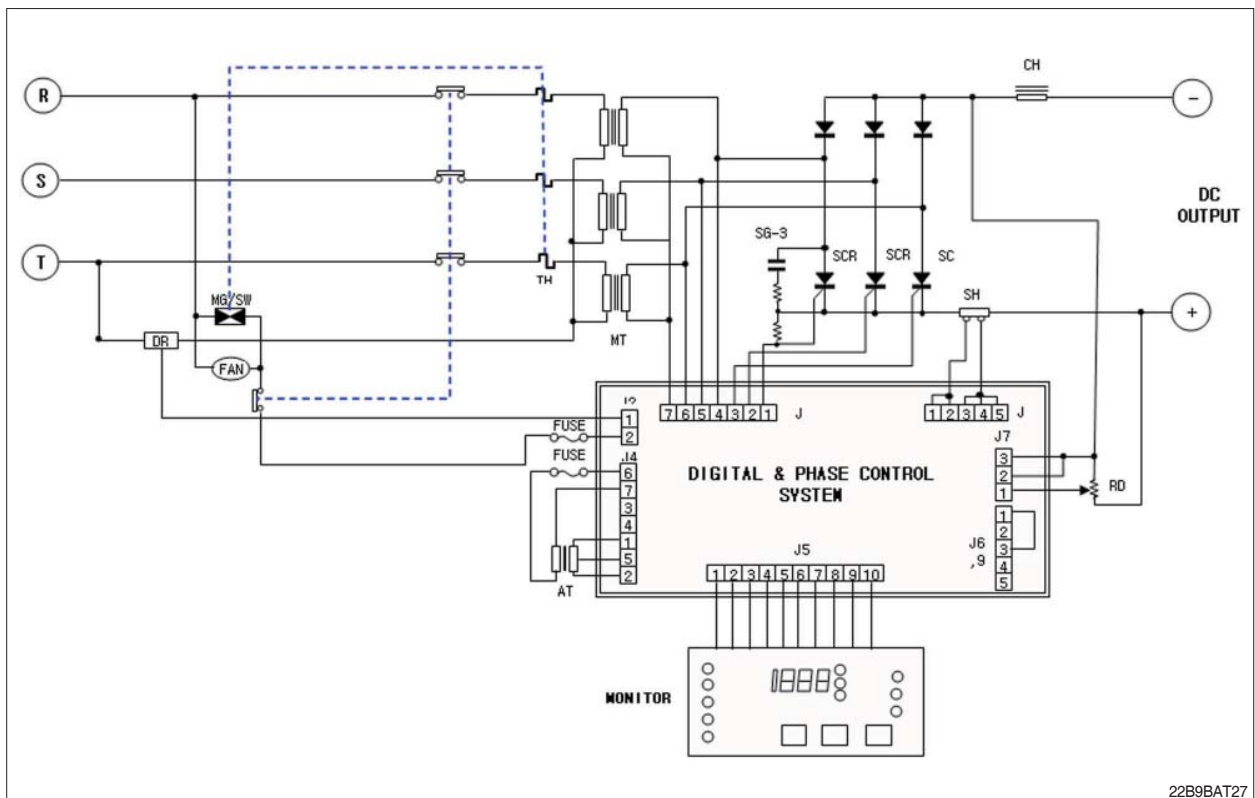 CH
R
-
S
DC
OUTPUT
SG-3
SCR
SCR
SC
T
TH
SH
MG/SW
+
MT
DR
FAN
1
2
7 6 5 4 3 2 1
J
1 2 3 4 5
J
FUSE
J7
FUSE
J4
3
2
1
RD
6
7
3
4
1
5
2
DIGITAL & PHASE CONTROL
SYSTEM
1
2
3
4
5
J6
,9
J5
AT
1 2 3 4 5 6 7 8 9 10
MONITOR
22B9BAT27